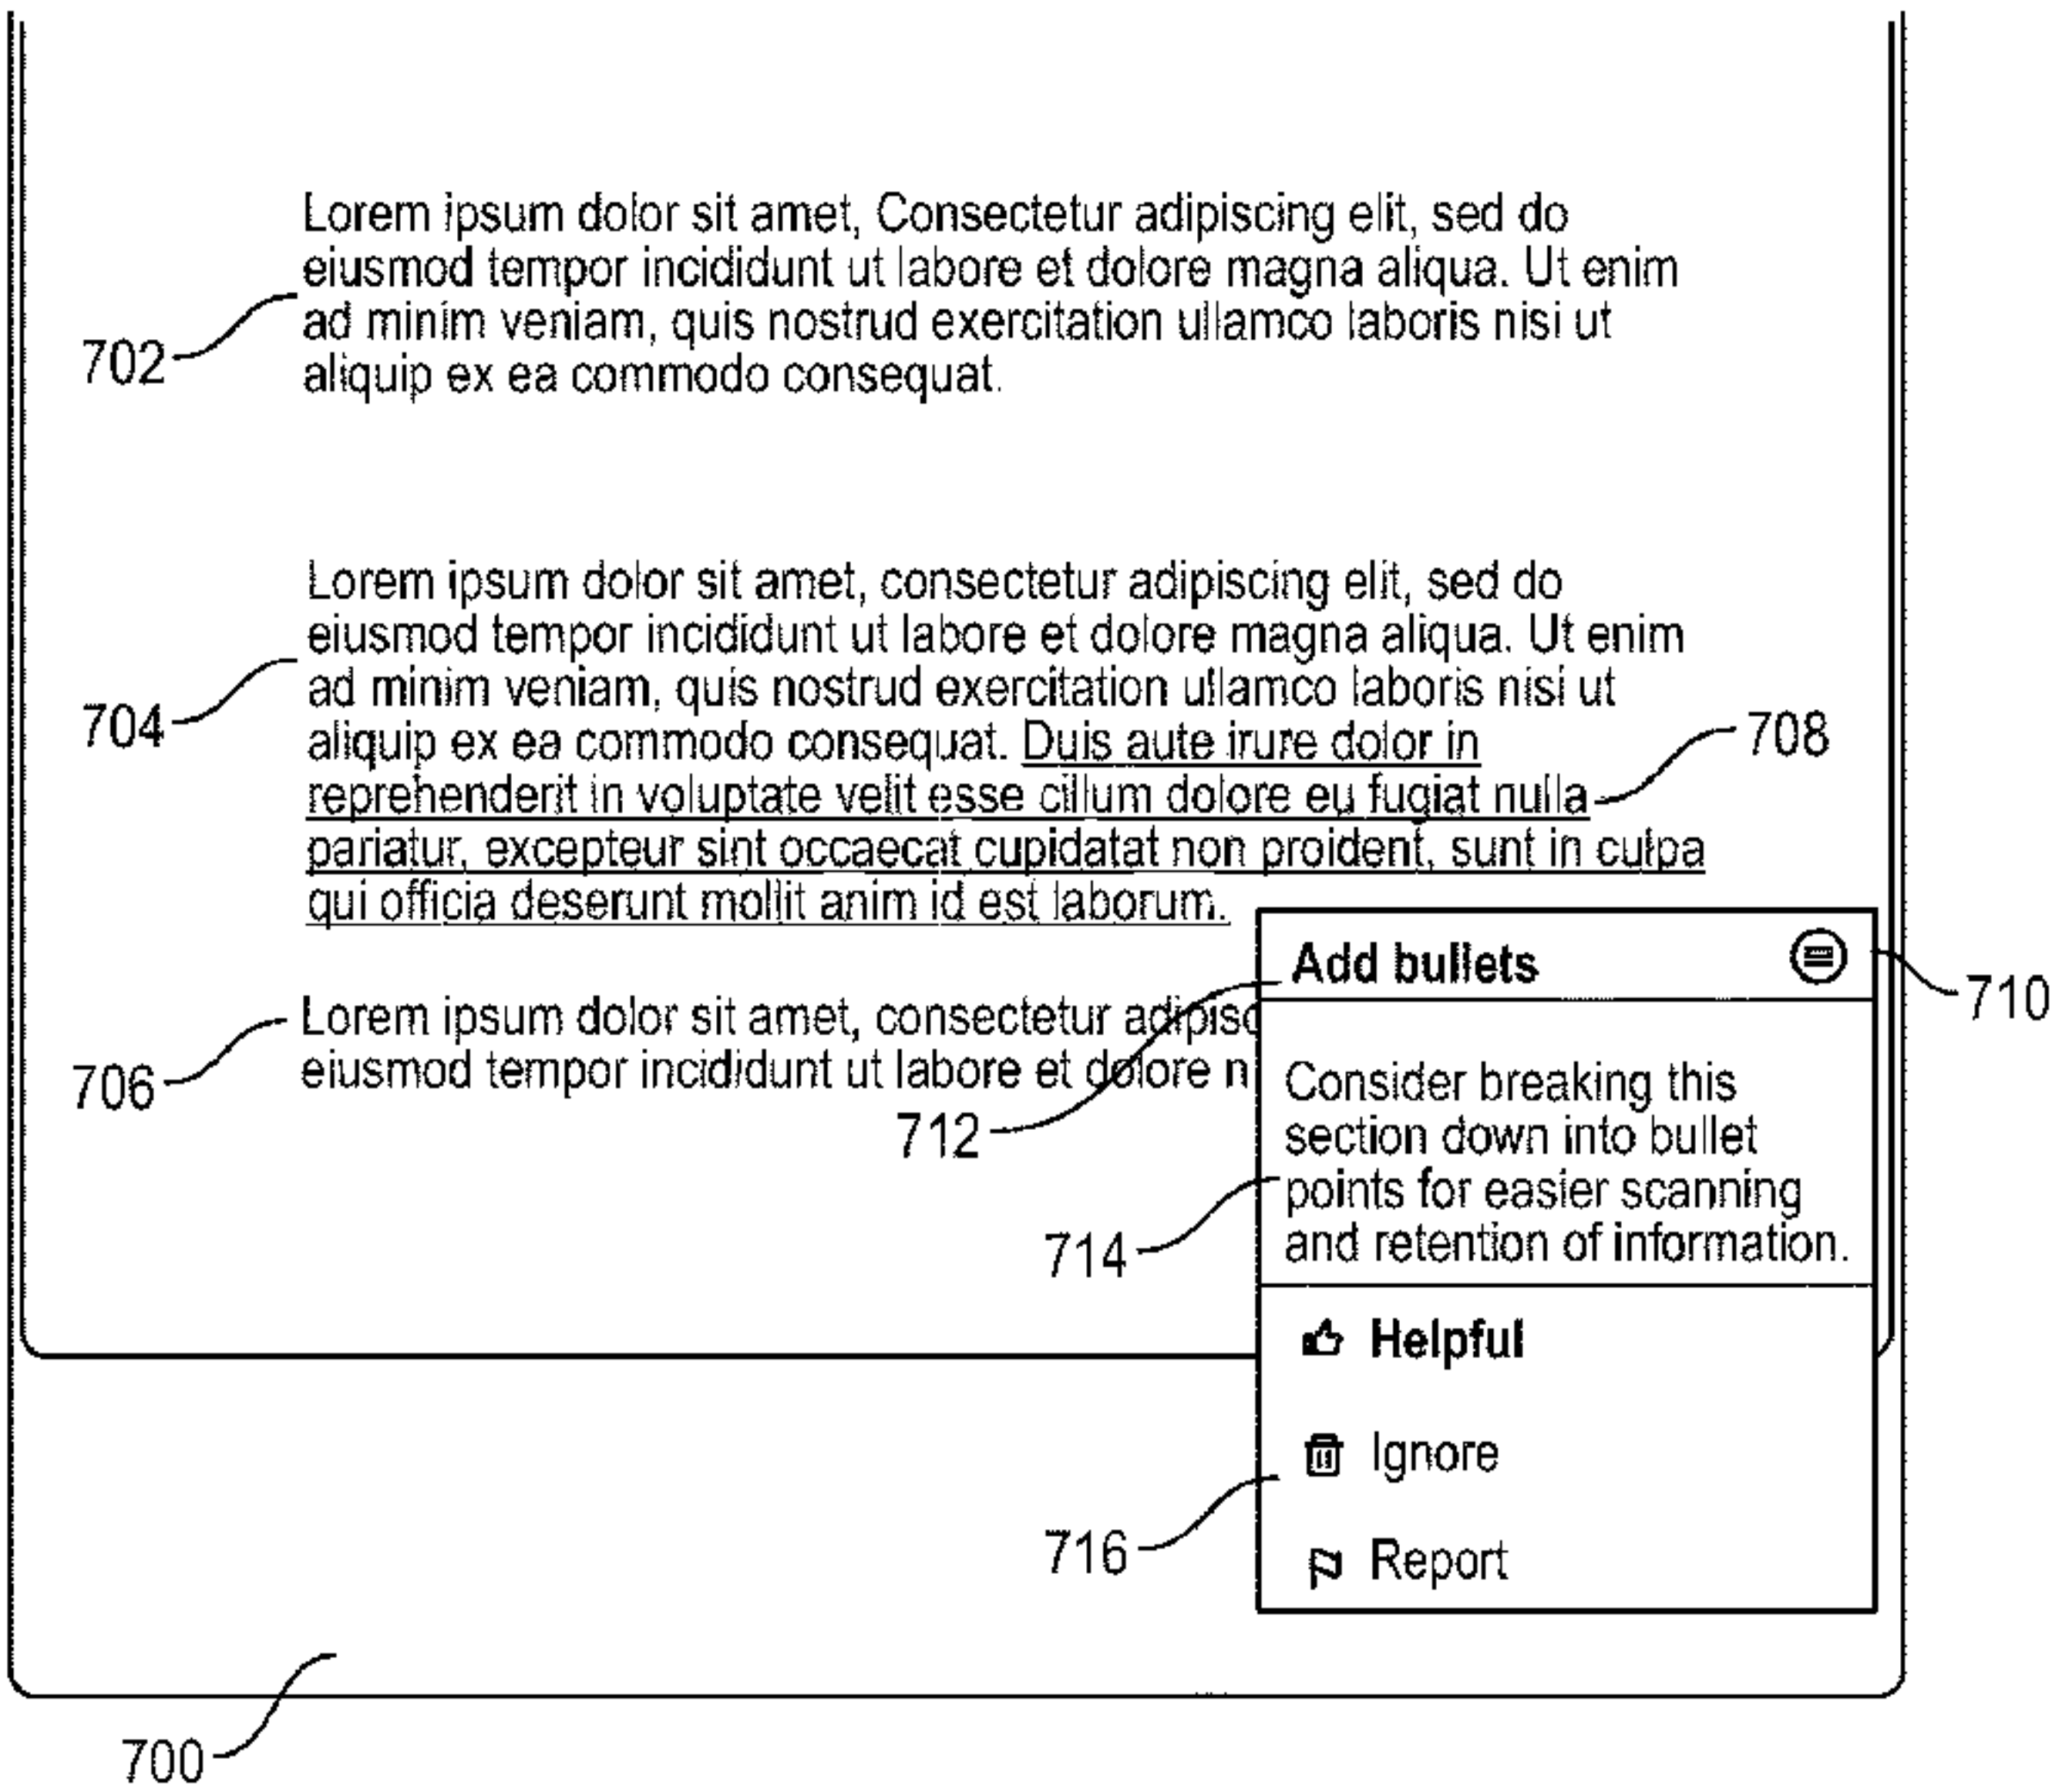 Lorem ipsum dolor sit amet, Consectetur adipiscing elit, sed do
eiusmod tempor incididunt ut labore et dolore magna aliqua. Ut enim
ad minim veniam, quis nostrud exercitation ullamco laboris nisi ut
aliquip ex ea commodo consequat.
702
Lorem ipsum dolor sit amet, consectetur adipiscing elit, sed do
eiusmod tempor incididunt ut labore et dolore magna aliqua. Ut enim
ad minim veniam, quis nostrud exercitation ullamco laboris nisi ut
aliquip ex ea commodo consequat. Duis aute irure dolor in
reprehenderit in voluptate velit esse cillum dolore eu fugiat nulla
pariatur, excepteur sint occaecat cupidatat non proident, sunt in culpa
qui officia deserunt mollit anim id est laborum.
704
708
Lorem ipsum dolor sit amet, consectetur adipisc
eiusmod tempor incididunt ut labore et dolore
706
Add bullets
710
712
Consider breaking this
section down into bullet
points for easier scanning
and retention of information.
714
Helpful
Ignore
Report
716
700